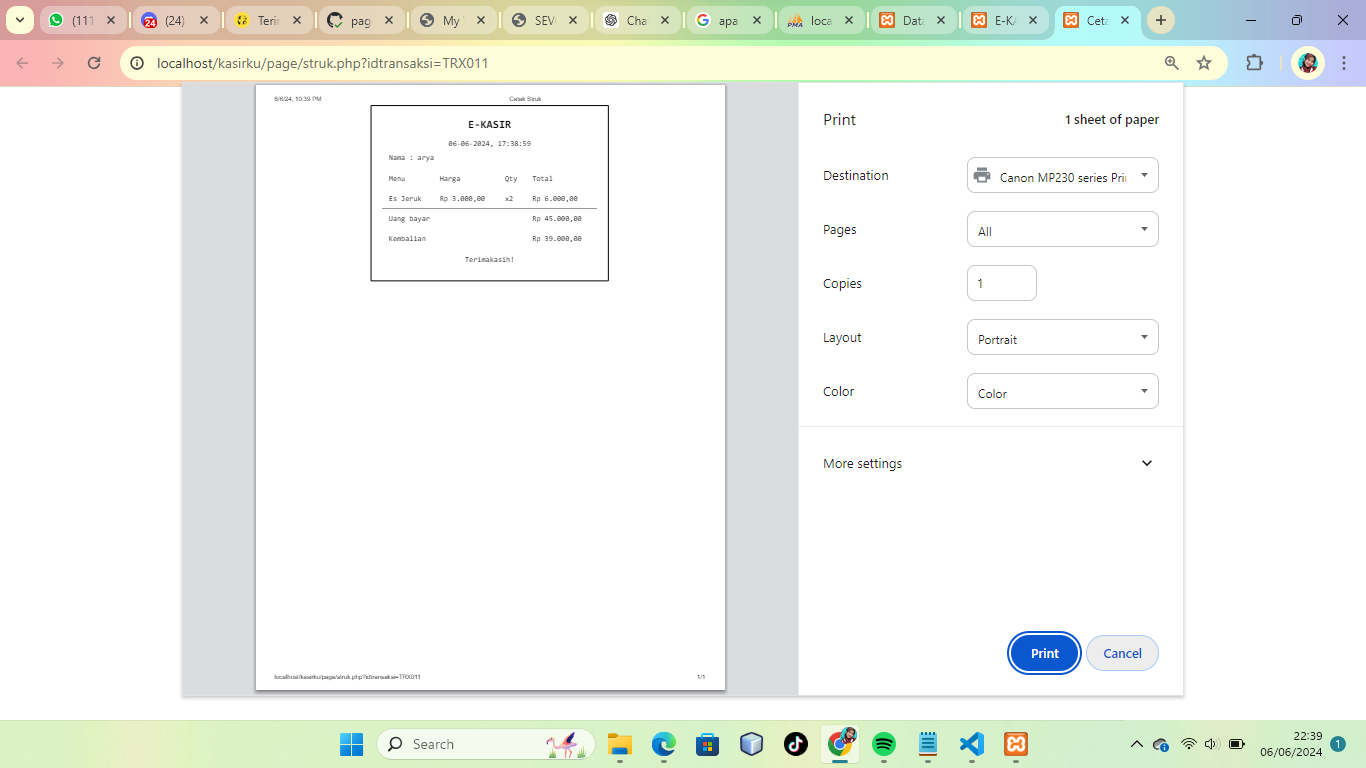 (111
(24)
Terin
pag
My
SEV
Cha
apa
loca
Data
E-KA
Ceta
localhost/kasirku/page/struk.php?idtransaksi=TRX011
6/6/24, 10:39 PM Cetak Struk
E-KASIR
06-06-2024, 17:38:59
Nama : arya
Menu Harga Qty Total
Es Jeruk Rp 3.000,00 x2 Rp 6.000,00
Uang bayar Rp 45.000,00
Kembalian Rp 39.000,00
Terimakasih!
localhost/kasirku/page/struk.php?idtransaksi=TRX011 1/1
Print 1 sheet of paper
Destination Canon MP230 series Pri
Pages All
Copies 1
Layout Portrait
Color Color
More settings
Print Cancel
Search
22:39
06/06/2024
1